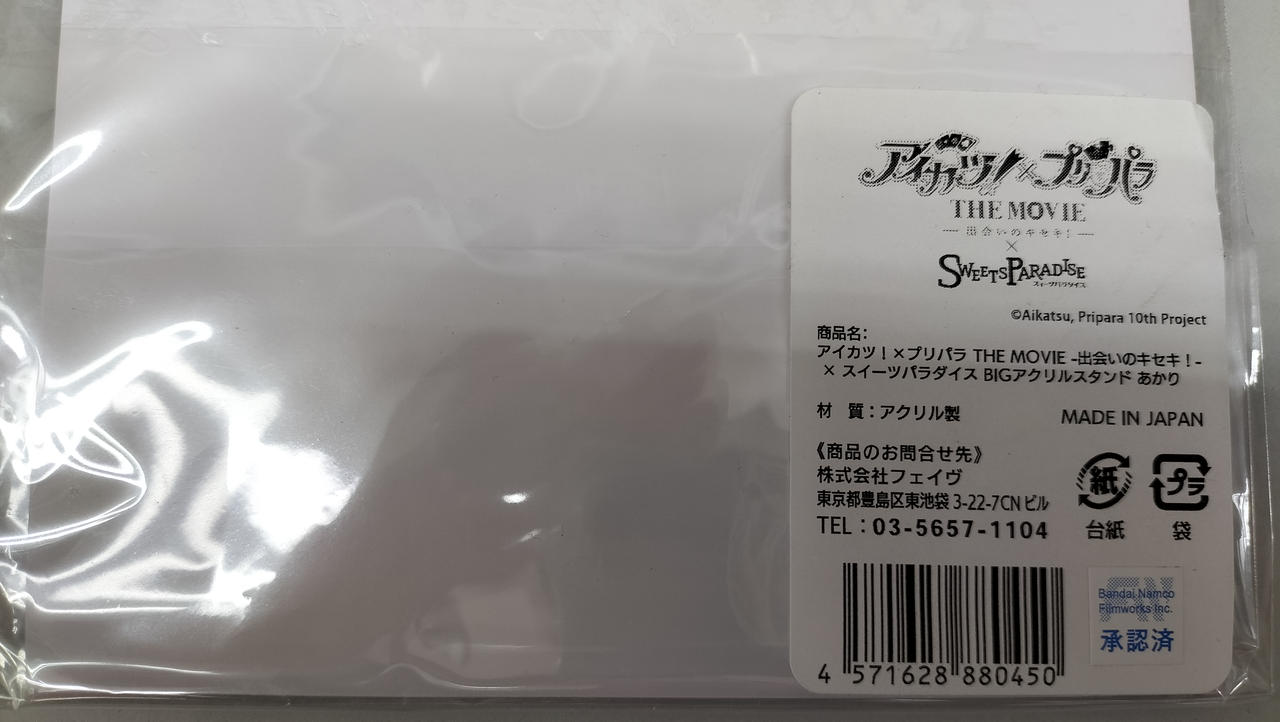 アイカツ！×プリパラ
THE MOVIE
―出会いのキセキ！―
×
SWEETSPARADISE
スイーツパラダイス
©Aikatsu, Pripara 10th Project
商品名：
アイカツ！×プリパラ THE MOVIE -出会いのキセキ！-
× スイーツパラダイス BIGアクリルスタンド あかり
材　質：アクリル製
MADE IN JAPAN
《商品のお問合せ先》
株式会社フェイヴ
東京都豊島区東池袋 3-22-7CN ビル
TEL：03-5657-1104
紙
台紙
プラ
袋
Bandai Namco
Filmworks Inc.
承認済
4 571628 880450